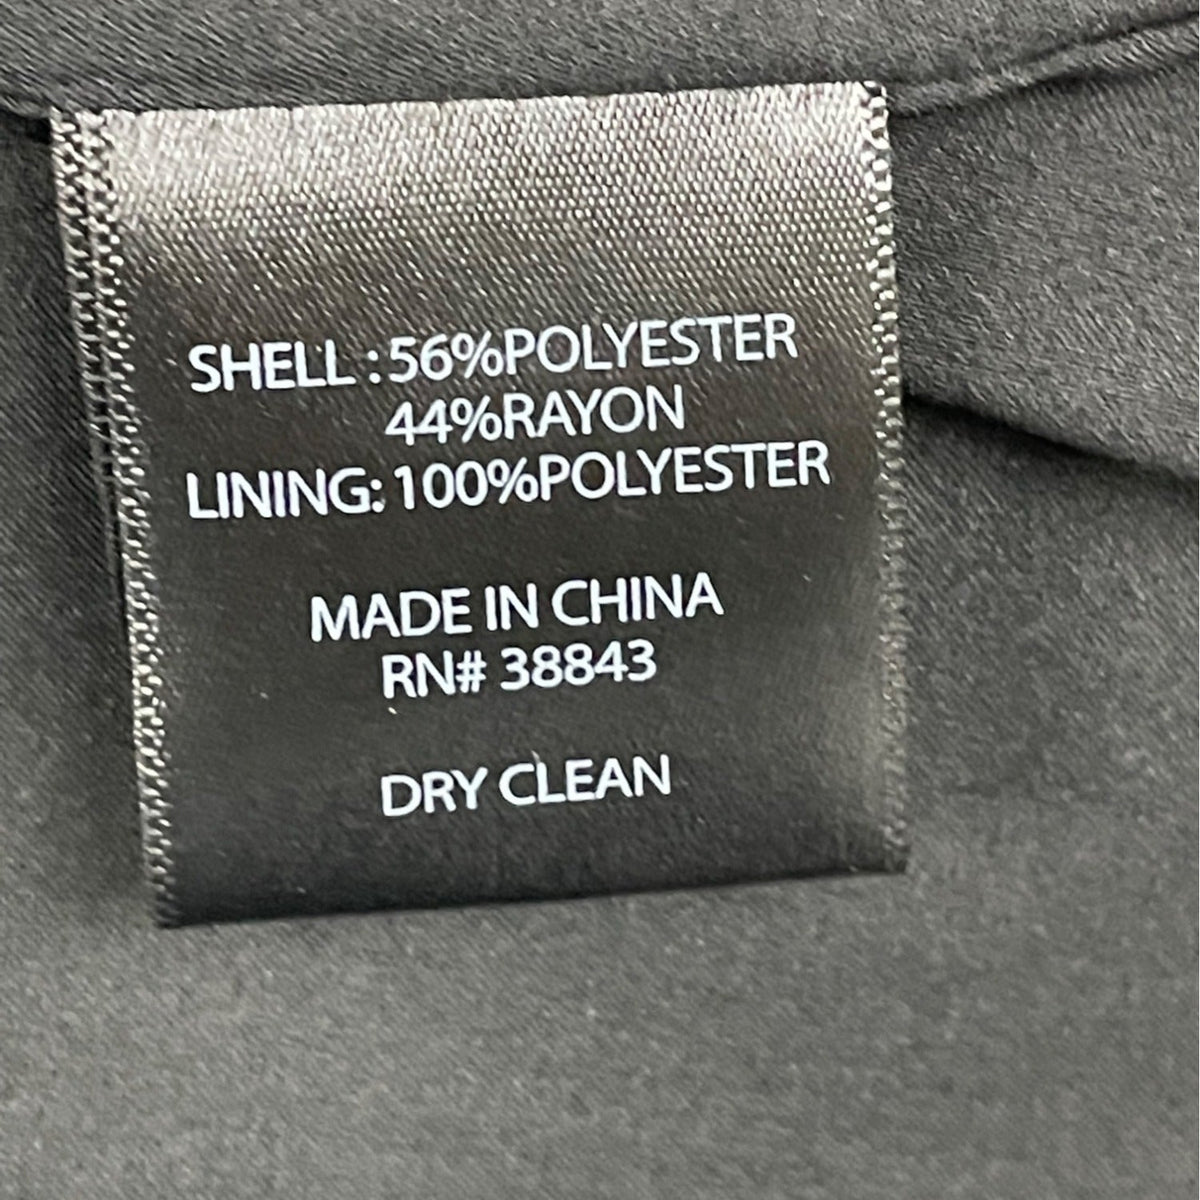 SHELL : 56%POLYESTER
44%RAYON
LINING: 100%POLYESTER
MADE IN CHINA
RN# 38843
DRY CLEAN